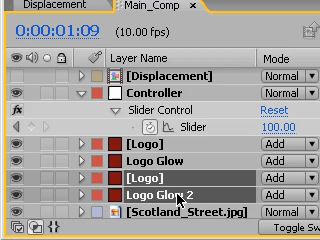 Displacement Main_Comp
0:00:01:09 (10.00 fps)
Layer Name Mode
[Displacement] Normal
Controller Normal
fx Slider Control Reset
Slider 100.00
[Logo] Add
Logo Glow Add
[Logo] Add
Logo Glow 2 Add
[Scotland_Street.jpg] Normal
Toggle Sw